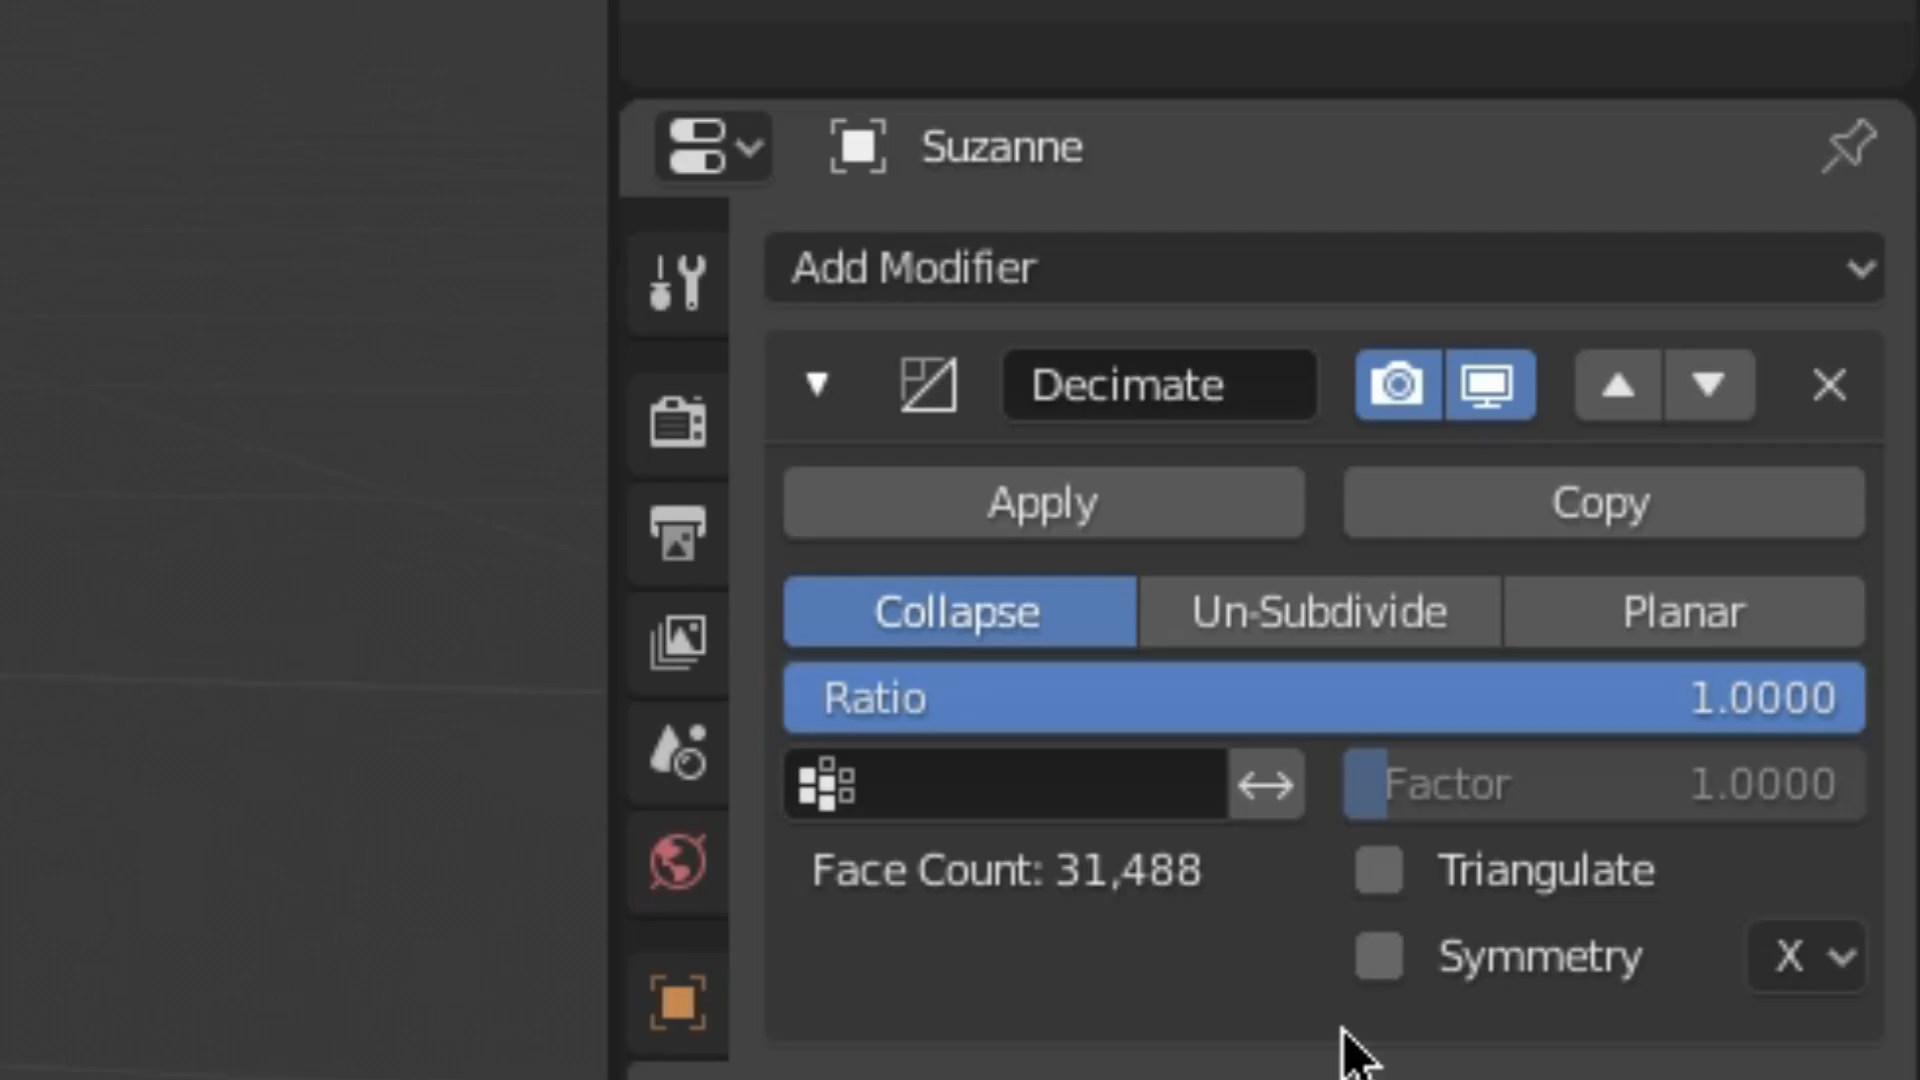 Suzanne
Add Modifier
Decimate
Apply Copy
Collapse Un-Subdivide Planar
Ratio 1.0000
Factor 1.0000
Face Count: 31,488 Triangulate
Symmetry X